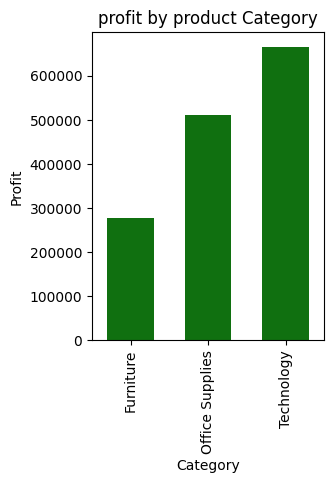 profit by product Category
600000
500000
400000
300000
200000
100000
0
Profit
Furniture
Office Supplies
Technology
Category